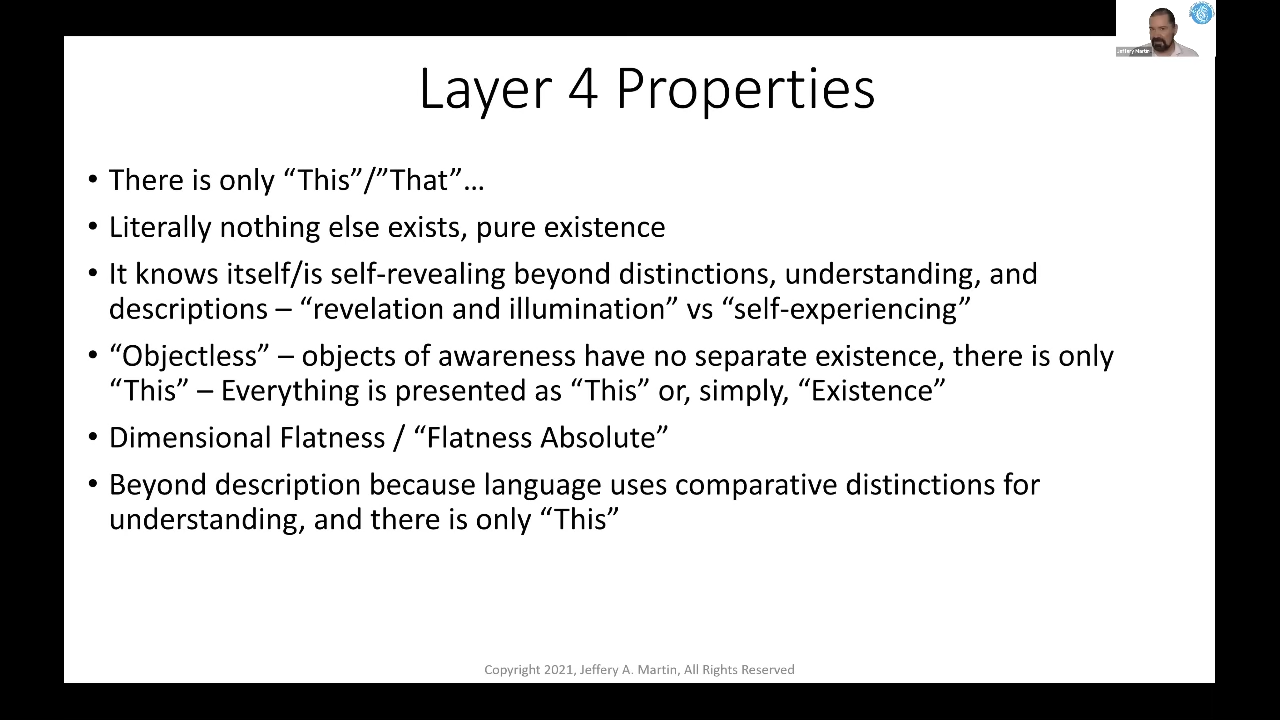 Jeffery Martin
Layer 4 Properties
• There is only “This”/”That”…
• Literally nothing else exists, pure existence
• It knows itself/is self-revealing beyond distinctions, understanding, and
descriptions – “revelation and illumination” vs “self-experiencing”
• “Objectless” – objects of awareness have no separate existence, there is only
“This” – Everything is presented as “This” or, simply, “Existence”
• Dimensional Flatness / “Flatness Absolute”
• Beyond description because language uses comparative distinctions for
understanding, and there is only “This”
Copyright 2021, Jeffery A. Martin, All Rights Reserved